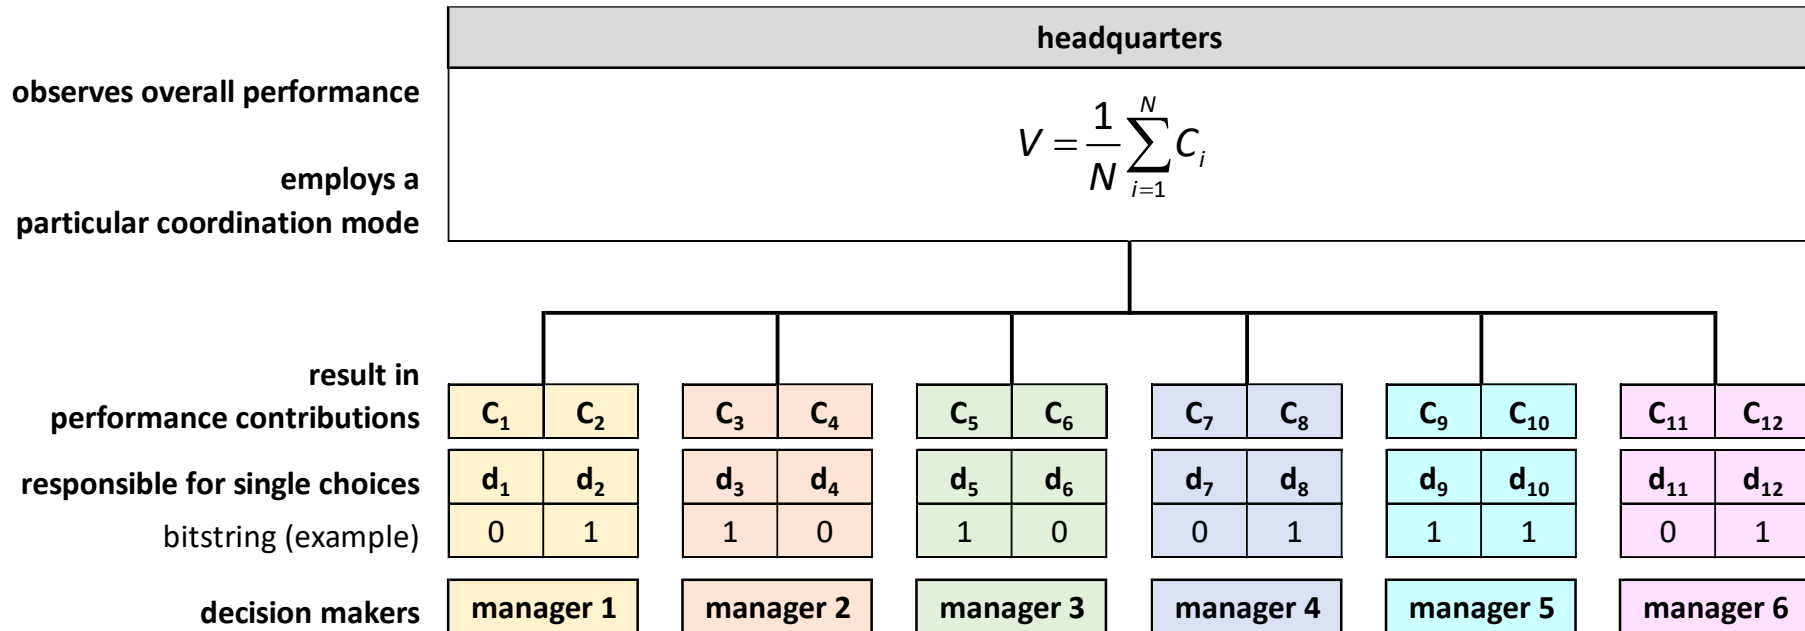 headquarters
observes overall performance
V = \frac{1}{N} \sum_{i=1}^{N} C_i
employs a
particular coordination mode
result in
performance contributions
C₁ C₂ C₃ C₄ C₅ C₆ C₇ C₈ C₉ C₁₀ C₁₁ C₁₂
responsible for single choices
d₁ d₂ d₃ d₄ d₅ d₆ d₇ d₈ d₉ d₁₀ d₁₁ d₁₂
bitstring (example) 0 1 1 0 1 0 0 1 1 1 0 1
decision makers manager 1 manager 2 manager 3 manager 4 manager 5 manager 6